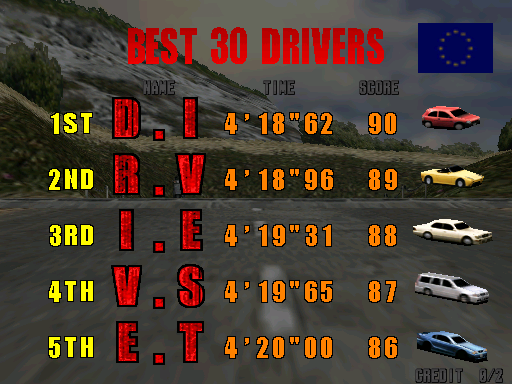 BEST 30 DRIVERS
NAME TIME SCORE
1ST D.I 4'18"62 90
2ND R.V 4'18"96 89
3RD I.E 4'19"31 88
4TH V.S 4'19"65 87
5TH E.T 4'20"00 86
CREDIT 0/2